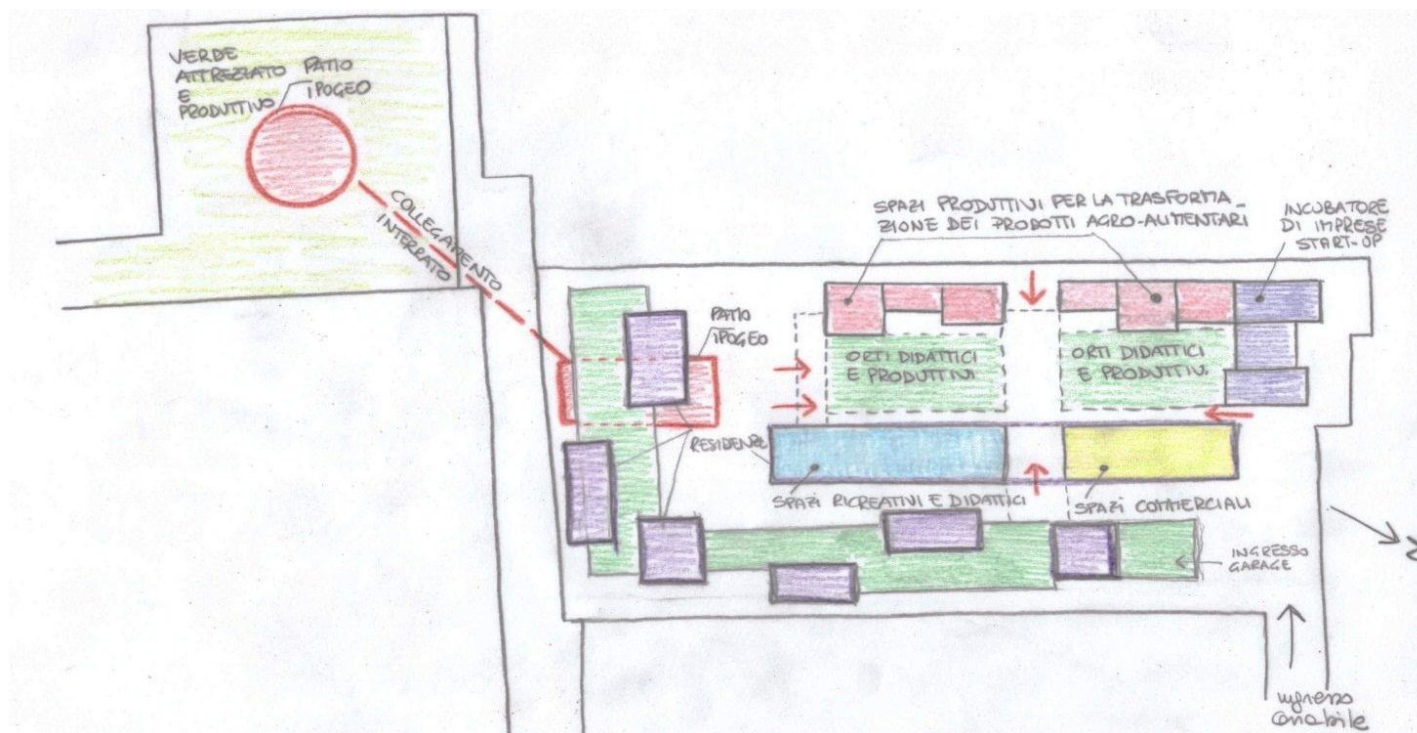 VERDE
ATTREZZATO
E
PRODUTTIVO
PATIO
IPOGEO
COLLEGAMENTO
INTERRATO
SPAZI PRODUTTIVI PER LA TRASFORMA_
ZIONE DEI PRODOTTI AGRO-ALIMENTARI
INCUBATORE
DI IMPRESE
START-UP
PATIO
IPOGEO
ORTI DIDATTICI
E PRODUTTIVI
ORTI DIDATTICI
E PRODUTTIVI
RESIDENZE
SPAZI RICREATIVI E DIDATTICI
SPAZI COMMERCIALI
INGRESSO
GARAGE
N
Ingresso
carrabile